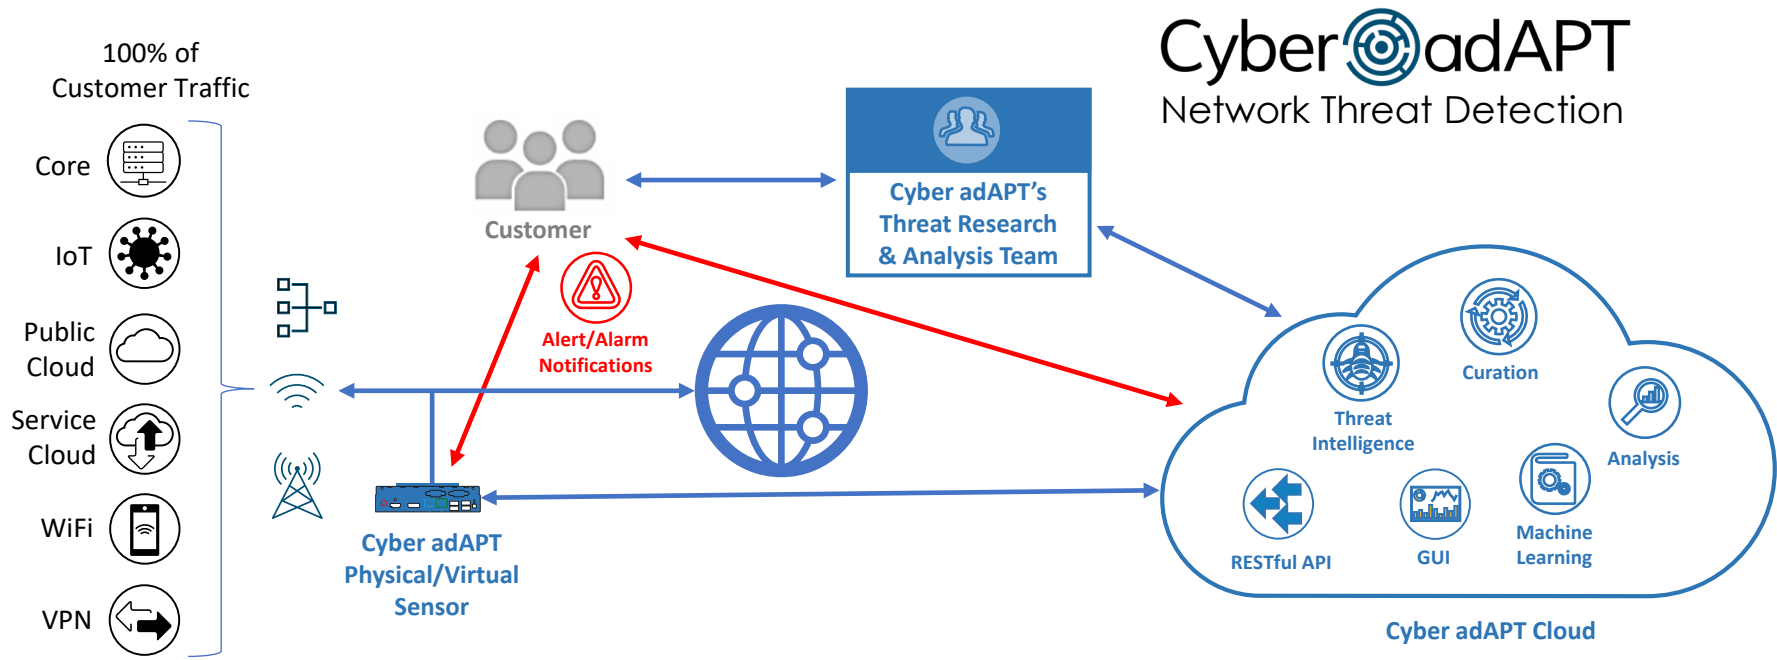 100% of
Customer Traffic
Core
IoT
Public
Cloud
Service
Cloud
WiFi
VPN
Customer
Alert/Alarm
Notifications
Cyber adAPT
Physical/Virtual
Sensor
Cyber adAPT's
Threat Research
& Analysis Team
Cyber adAPT
Network Threat Detection
Curation
Threat
Intelligence
Analysis
RESTful API
GUI
Machine
Learning
Cyber adAPT Cloud